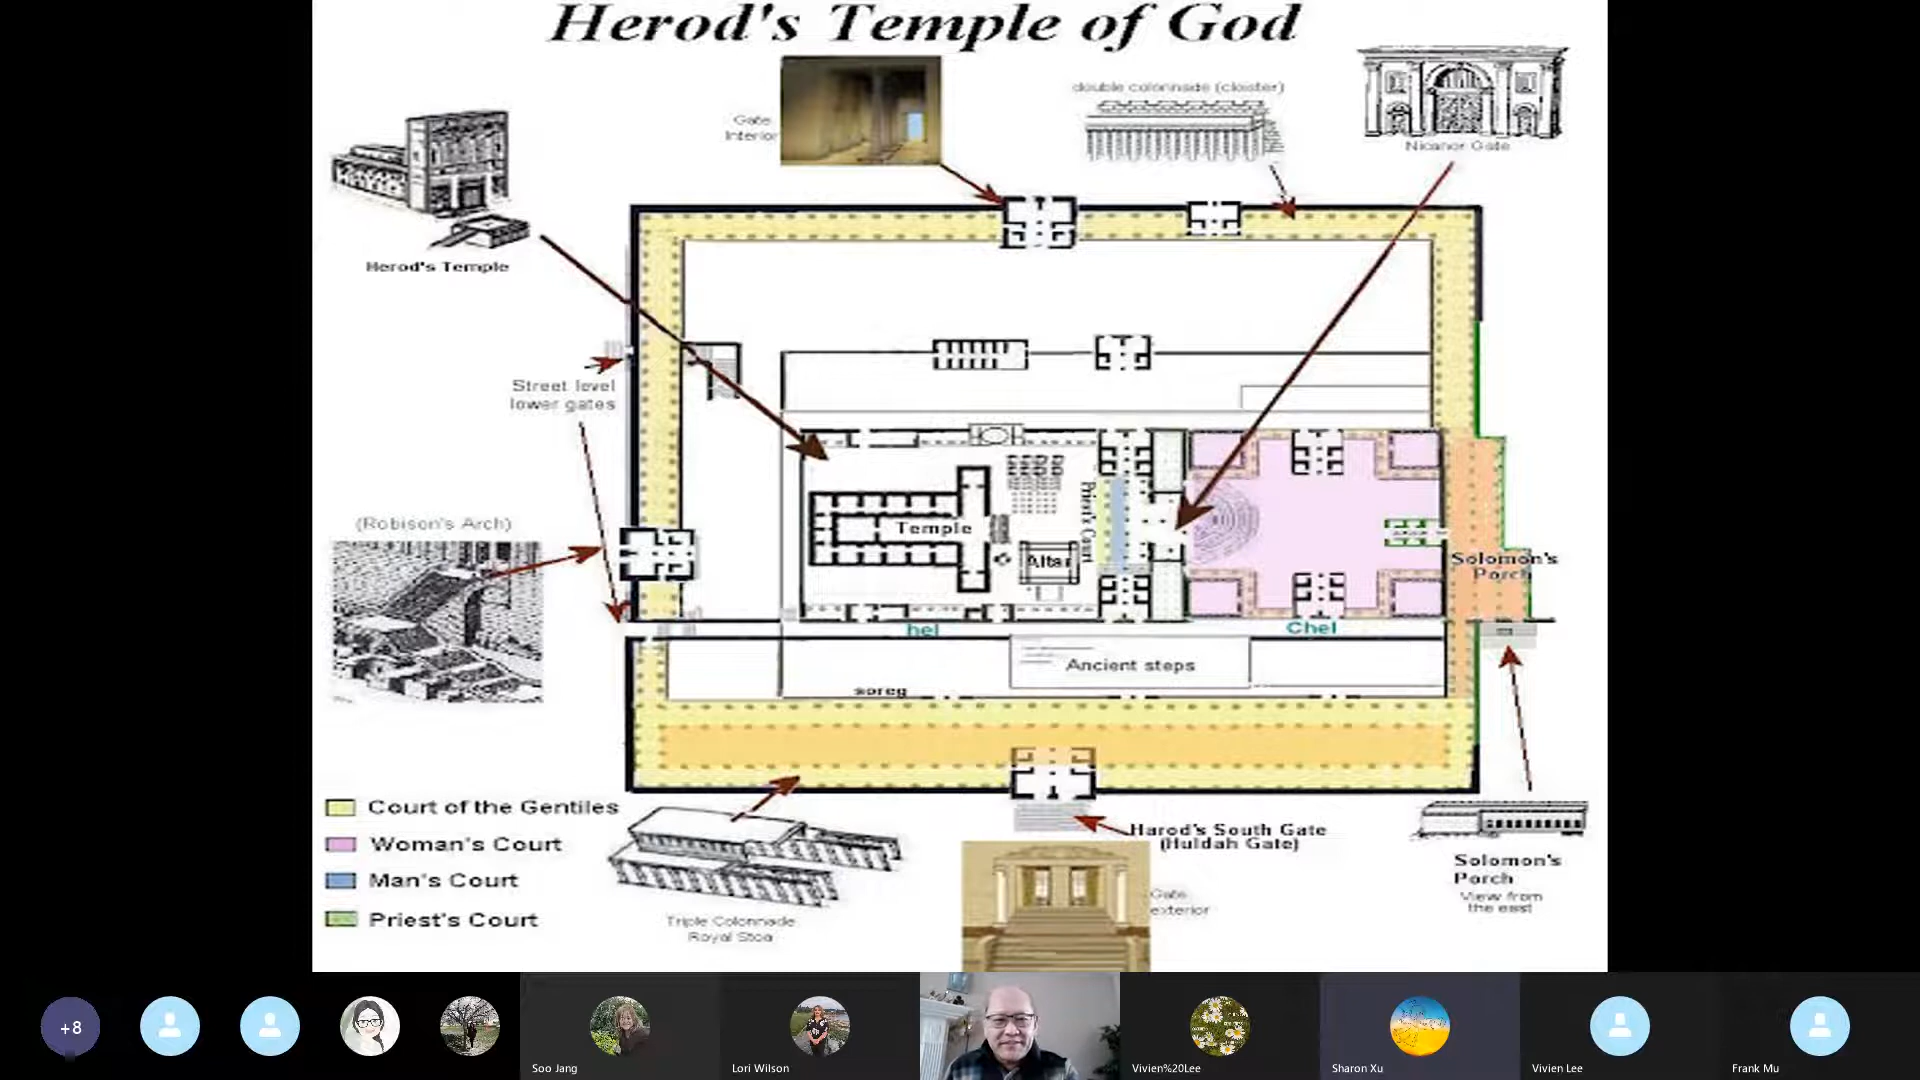 Herod's Temple of God
Gate
Interior
double colonnade (cloister)
Nicanor Gate
Herod's Temple
Street level
lower gates
(Robison's Arch)
Temple
Altar
Priest's Court
Solomon's
Porch
hel
Chel
Ancient steps
soreg
Court of the Gentiles
Woman's Court
Man's Court
Priest's Court
Triple Colonnade
Royal Stoa
Harod's South Gate
(Huldah Gate)
Gate
exterior
Solomon's
Porch
View from
the east
+8
Soo Jang
Lori Wilson
Vivien%20Lee
Sharon Xu
Vivien Lee
Frank Mu